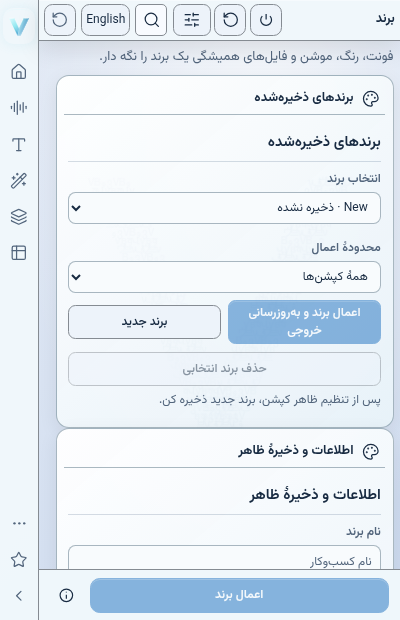 برند
English
فونت، رنگ، موشن و فایل‌های همیشگی یک برند را نگه دار.
برندهای ذخیره‌شده
برندهای ذخیره‌شده
انتخاب برند
New · ذخیره نشده
محدودهٔ اعمال
همهٔ کپشن‌ها
اعمال برند و به‌روزرسانی
خروجی
برند جدید
حذف برند انتخابی
پس از تنظیم ظاهر کپشن، برند جدید ذخیره کن.
اطلاعات و ذخیرهٔ ظاهر
اطلاعات و ذخیرهٔ ظاهر
نام برند
نام کسب‌وکار
اعمال برند